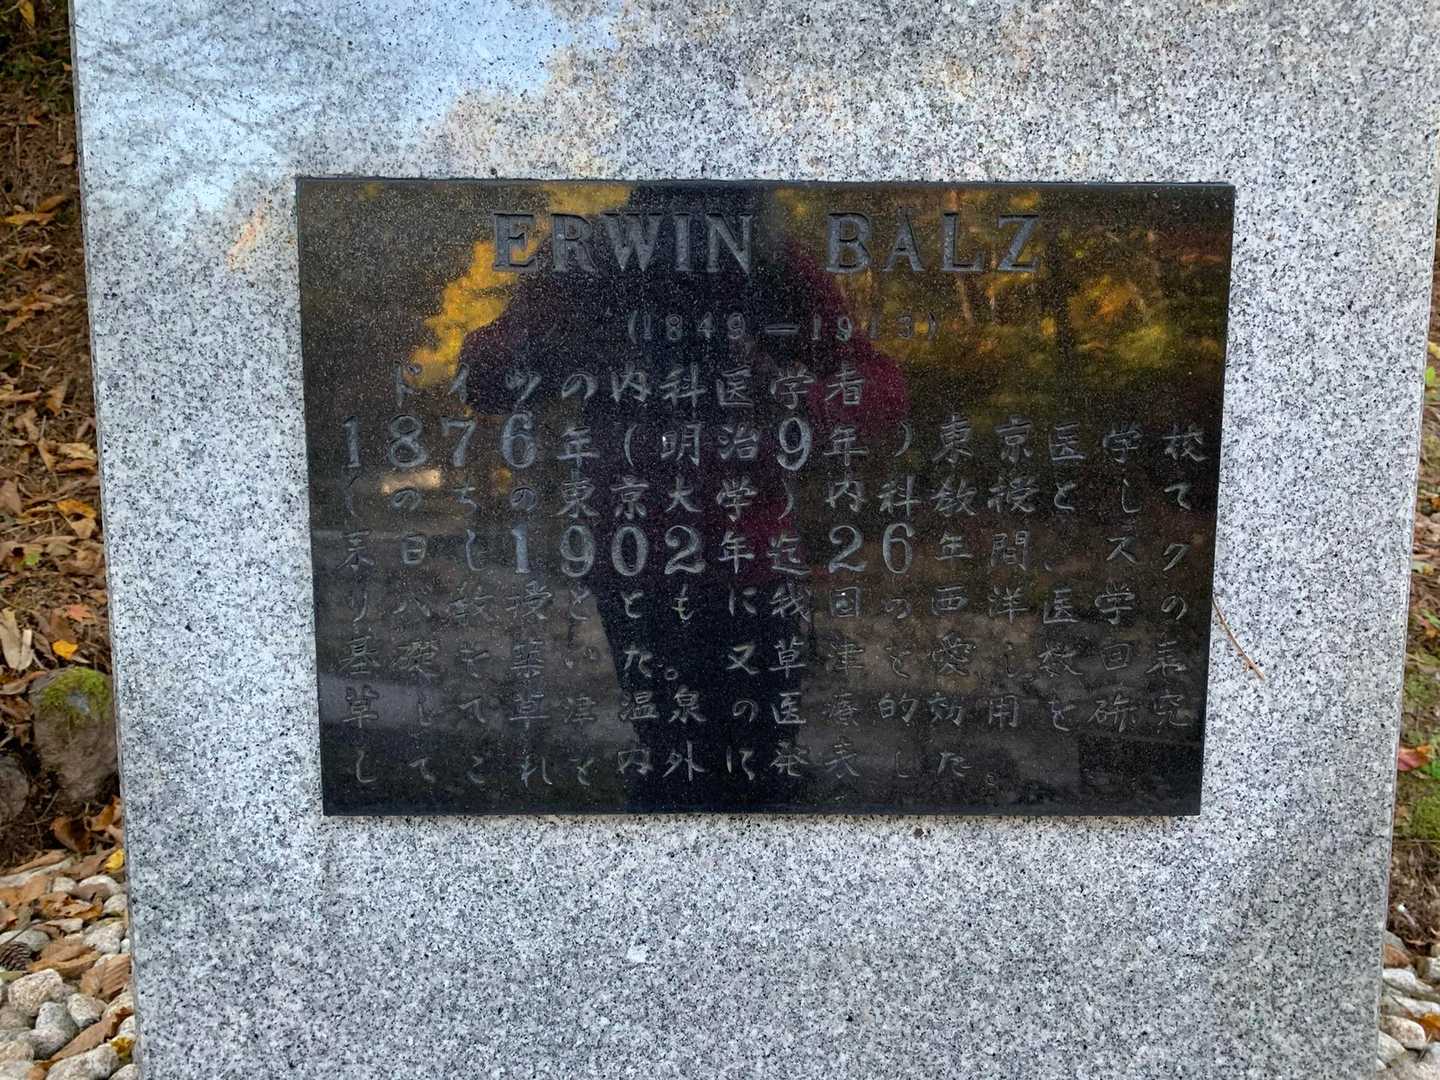 ERWIN BÄLZ
(1849—1913)
ドイツの内科医学者
1876年(明治9年)東京医学校
(のちの東京大学)内科教授として
来日し1902年迄26年間、スク
リバ教授とともに我国の西洋医学の
基礎を築いた。又草津を愛し数回
草して草津温泉の医療的効用を
して これを内外に発表した。